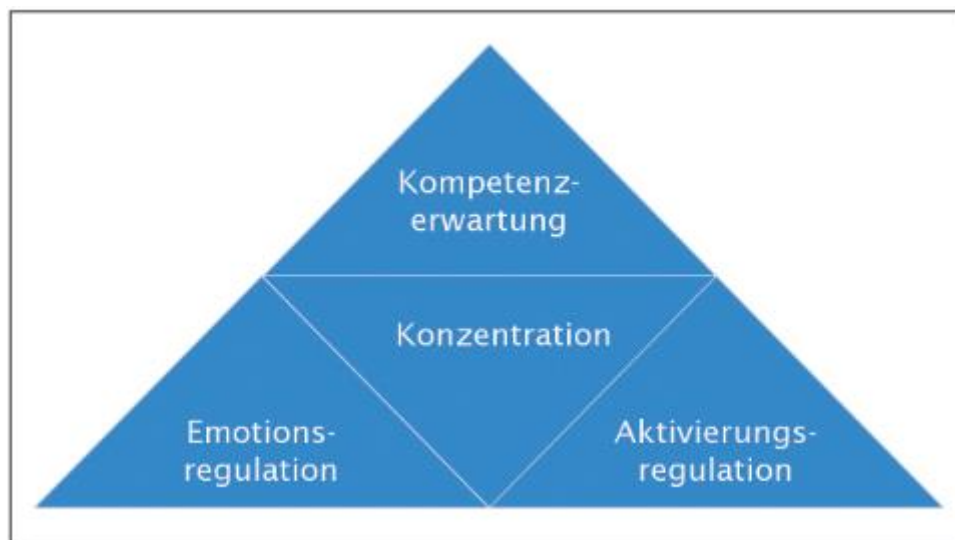 Kompetenz-
erwartung
Konzentration
Emotions-
regulation
Aktivierungs-
regulation